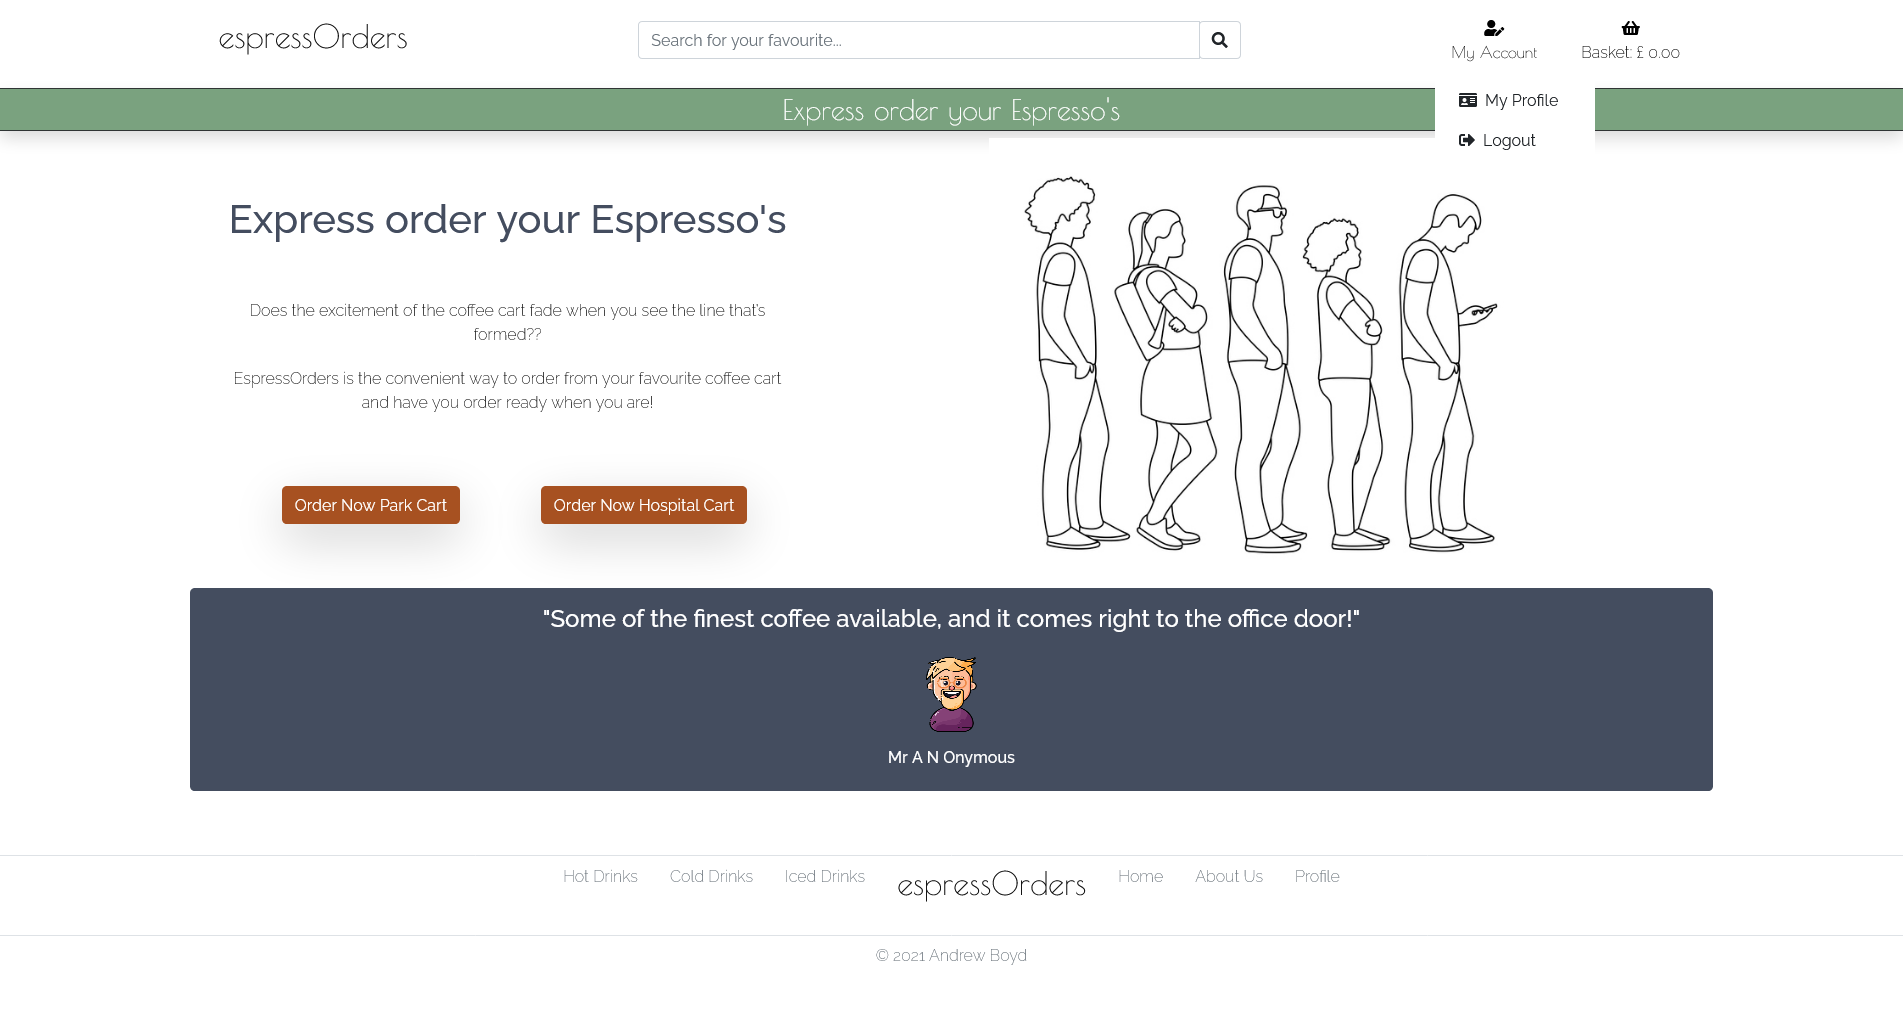 espressOrders
Search for your favourite...
My Account
Basket: £ 0.00
My Profile
Logout
Express order your Espresso's
Express order your Espresso's
Does the excitement of the coffee cart fade when you see the line that's
formed??
EspressOrders is the convenient way to order from your favourite coffee cart
and have you order ready when you are!
Order Now Park Cart
Order Now Hospital Cart
"Some of the finest coffee available, and it comes right to the office door!"
Mr A N Onymous
Hot Drinks
Cold Drinks
Iced Drinks
espressOrders
Home
About Us
Profile
© 2021 Andrew Boyd